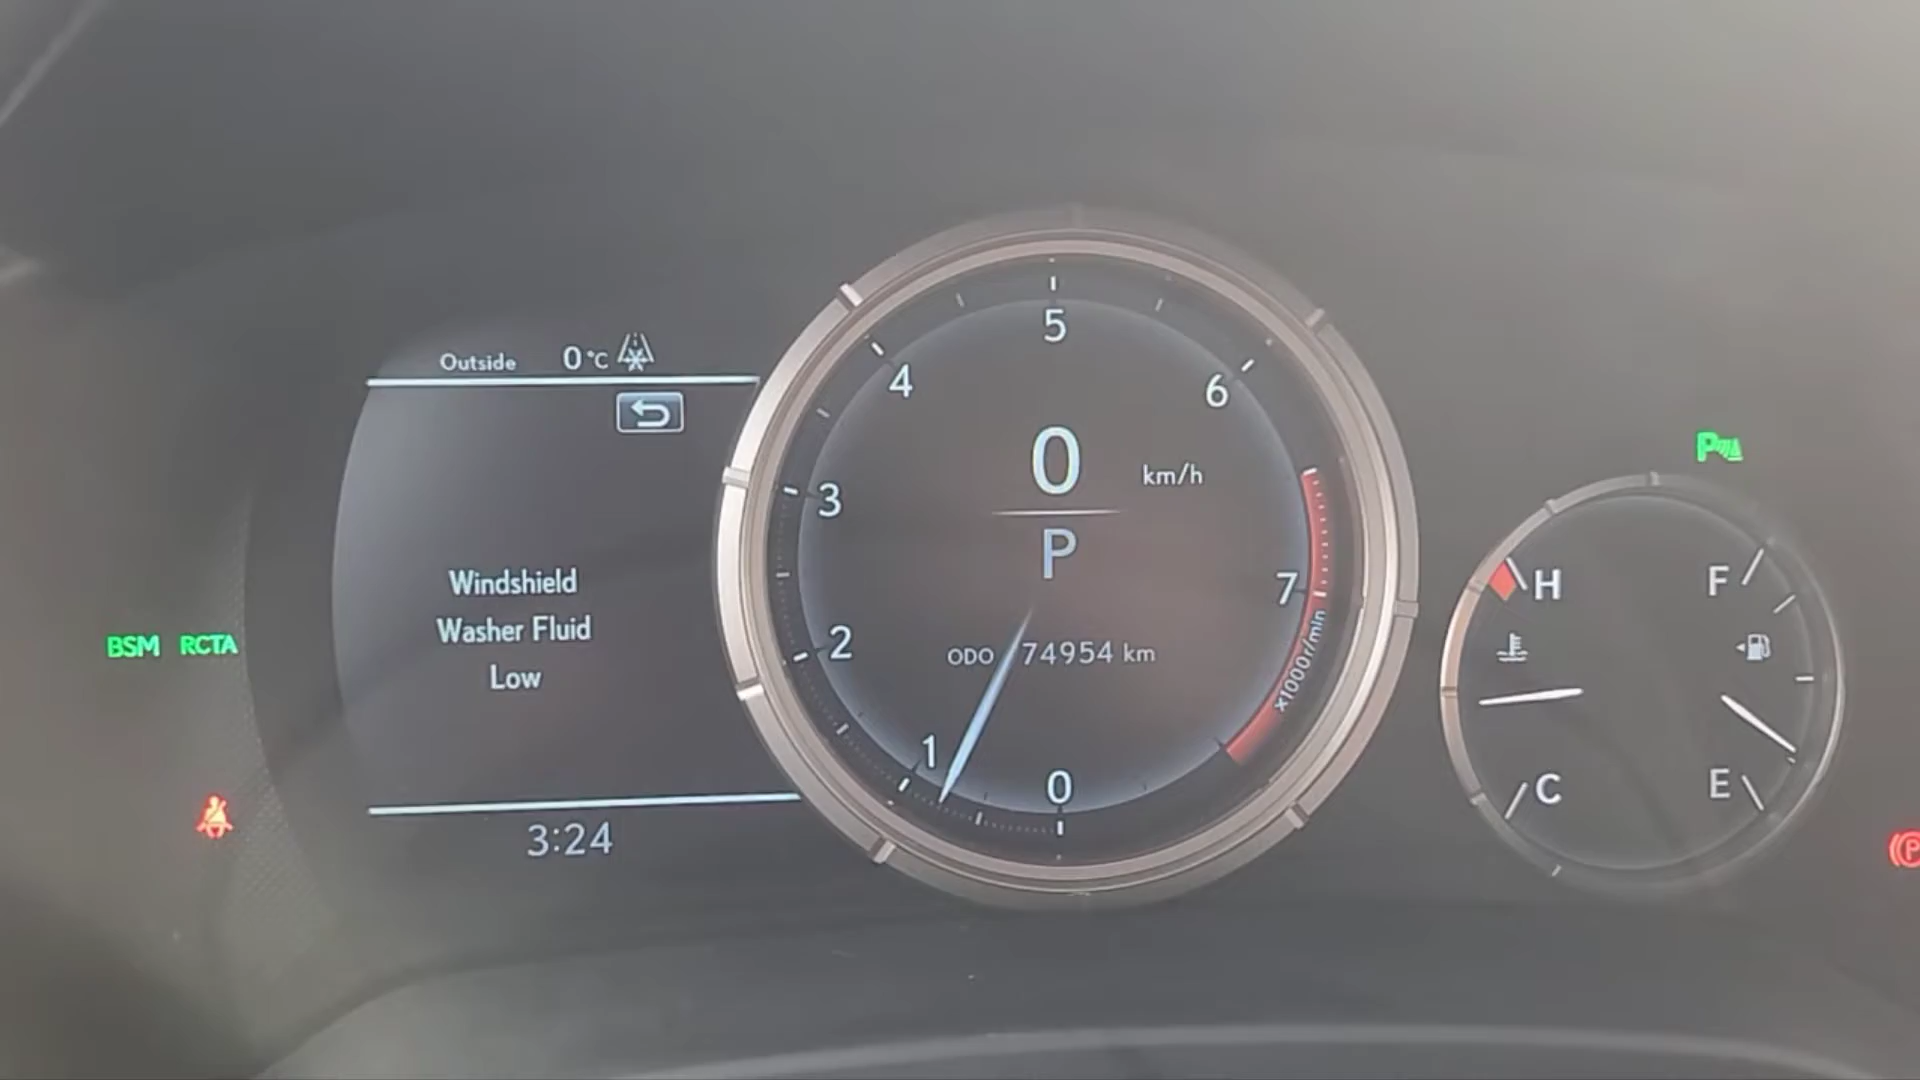 Outside 0°C
Windshield
Washer Fluid
Low
3:24
BSM RCTA
5
4
6
3
7
2
1
0
0 km/h
P
ODO 74954 km
×1000r/min
P
H
F
C
E
P